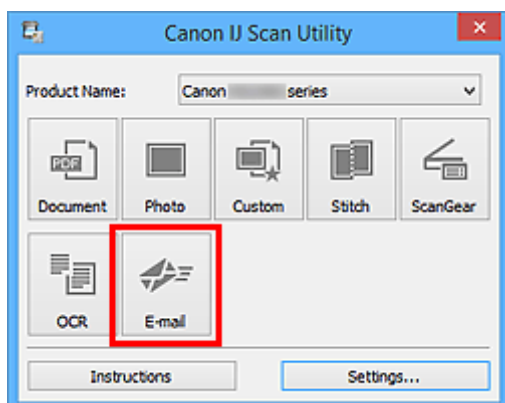 Canon IJ Scan Utility
Product Name: Canon series
PDF
Document Photo Custom Stitch ScanGear
OCR E-mail
Instructions Settings...